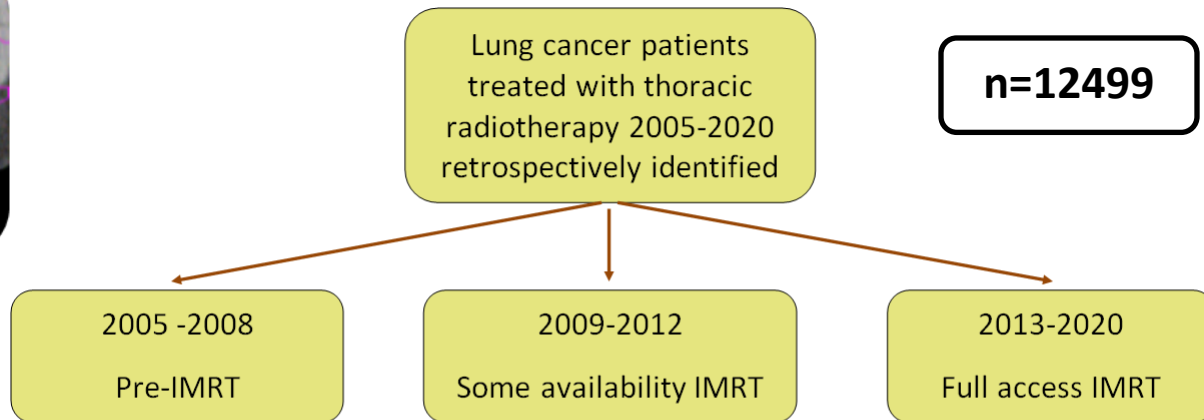 Lung cancer patients
treated with thoracic
radiotherapy 2005-2020
retrospectively identified
n=12499
2005 -2008
Pre-IMRT
2009-2012
Some availability IMRT
2013-2020
Full access IMRT